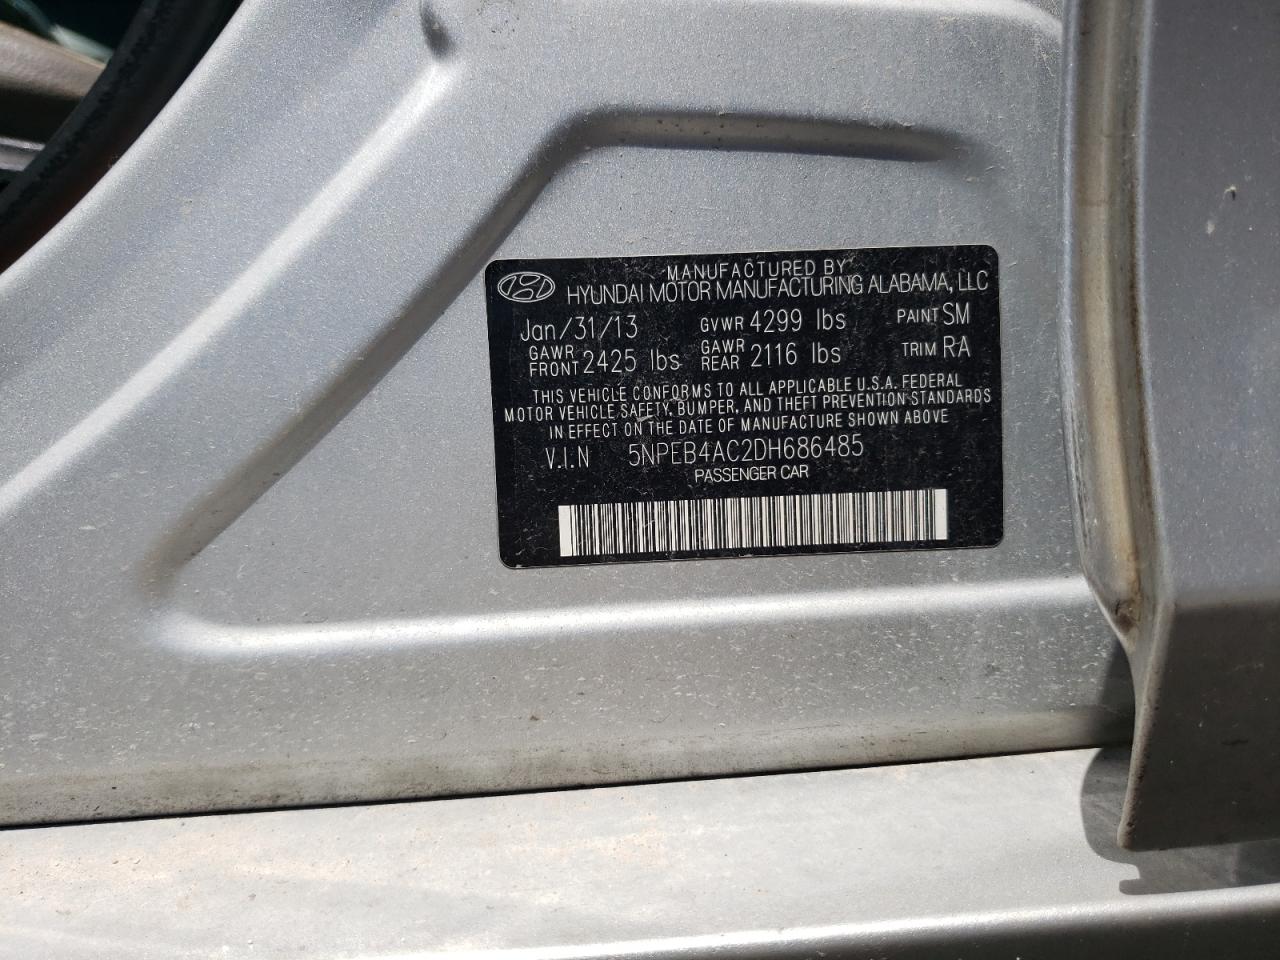 MANUFACTURED BY
HYUNDAI MOTOR MANUFACTURING ALABAMA, LLC
Jan/31/13 GVWR 4299 lbs PAINT SM
GAWR FRONT 2425 lbs GAWR REAR 2116 lbs TRIM RA
THIS VEHICLE CONFORMS TO ALL APPLICABLE U.S.A. FEDERAL
MOTOR VEHICLE SAFETY, BUMPER, AND THEFT PREVENTION STANDARDS
IN EFFECT ON THE DATE OF MANUFACTURE SHOWN ABOVE
V.I.N 5NPEB4AC2DH686485
PASSENGER CAR